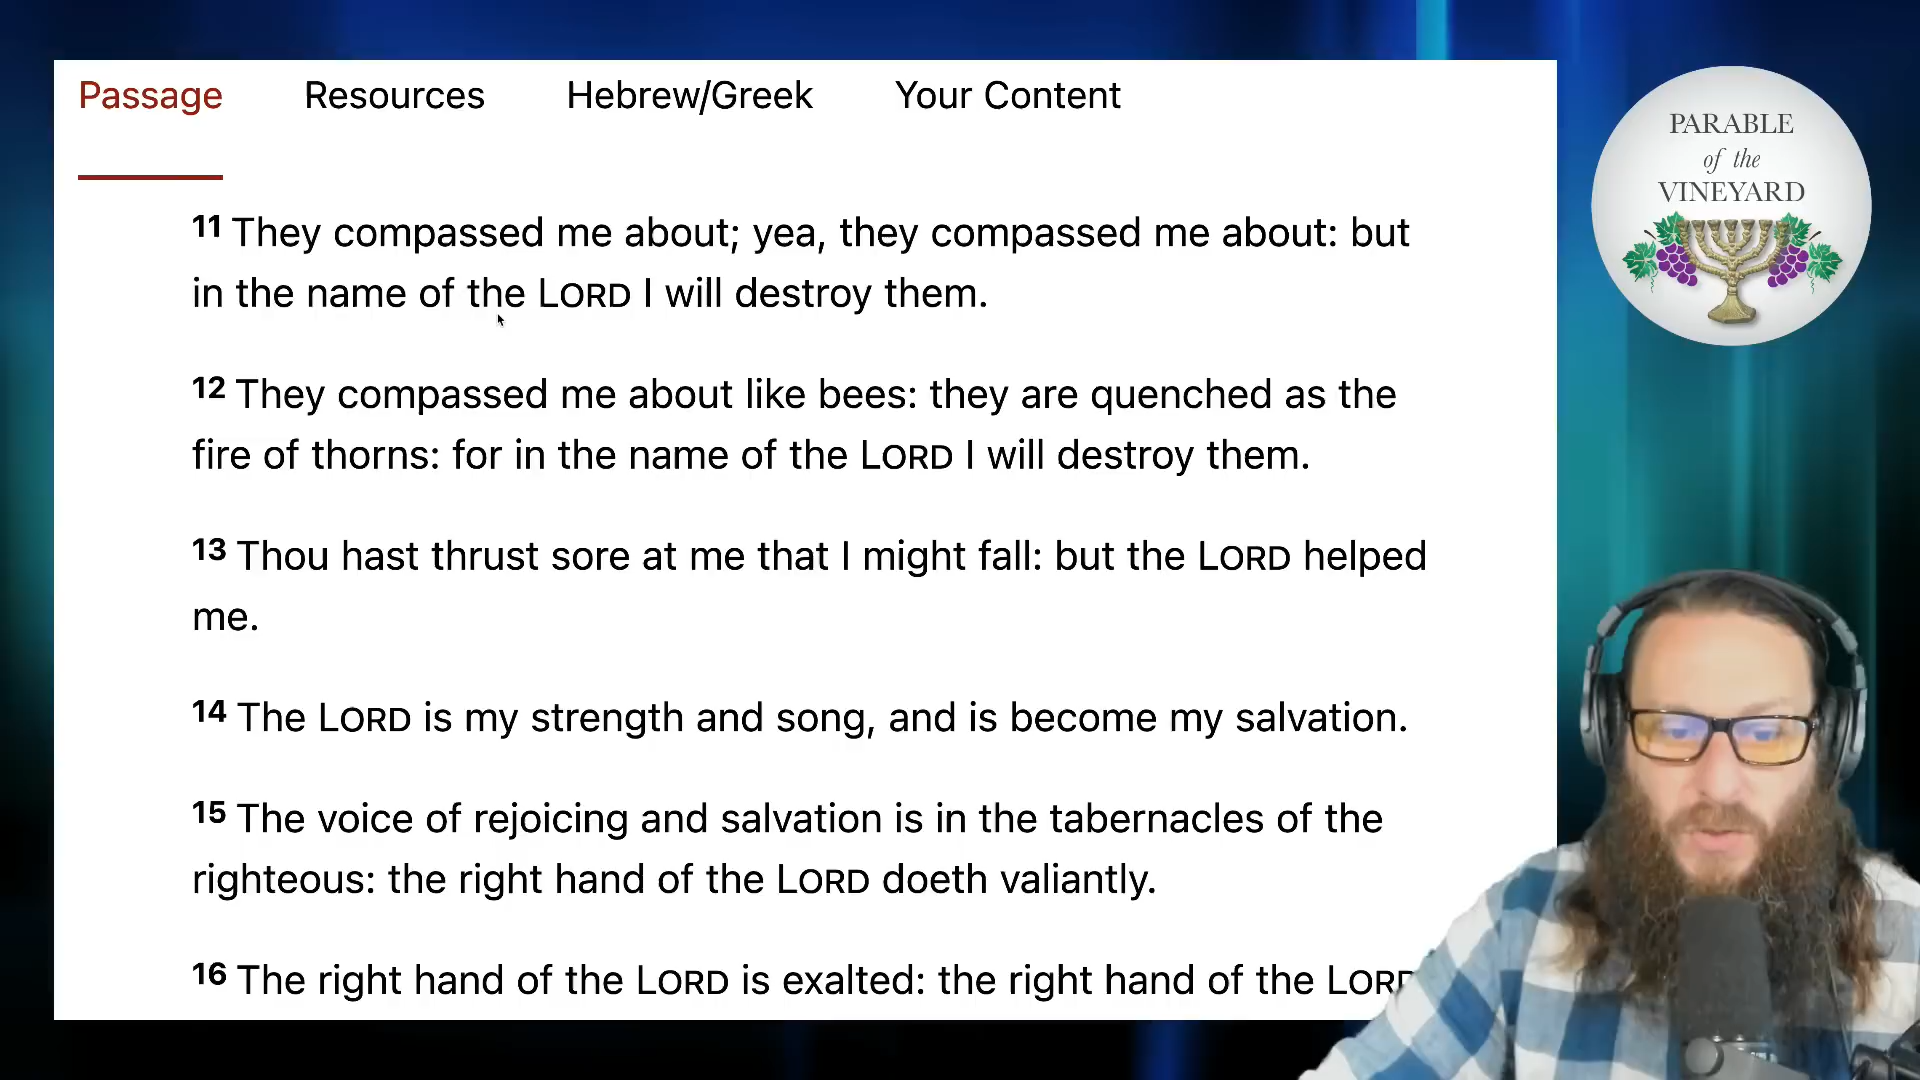 Passage Resources Hebrew/Greek Your Content
PARABLE
of the
VINEYARD
11 They compassed me about; yea, they compassed me about: but
in the name of the LORD I will destroy them.
12 They compassed me about like bees: they are quenched as the
fire of thorns: for in the name of the LORD I will destroy them.
13 Thou hast thrust sore at me that I might fall: but the LORD helped
me.
14 The LORD is my strength and song, and is become my salvation.
15 The voice of rejoicing and salvation is in the tabernacles of the
righteous: the right hand of the LORD doeth valiantly.
16 The right hand of the LORD is exalted: the right hand of the LORD